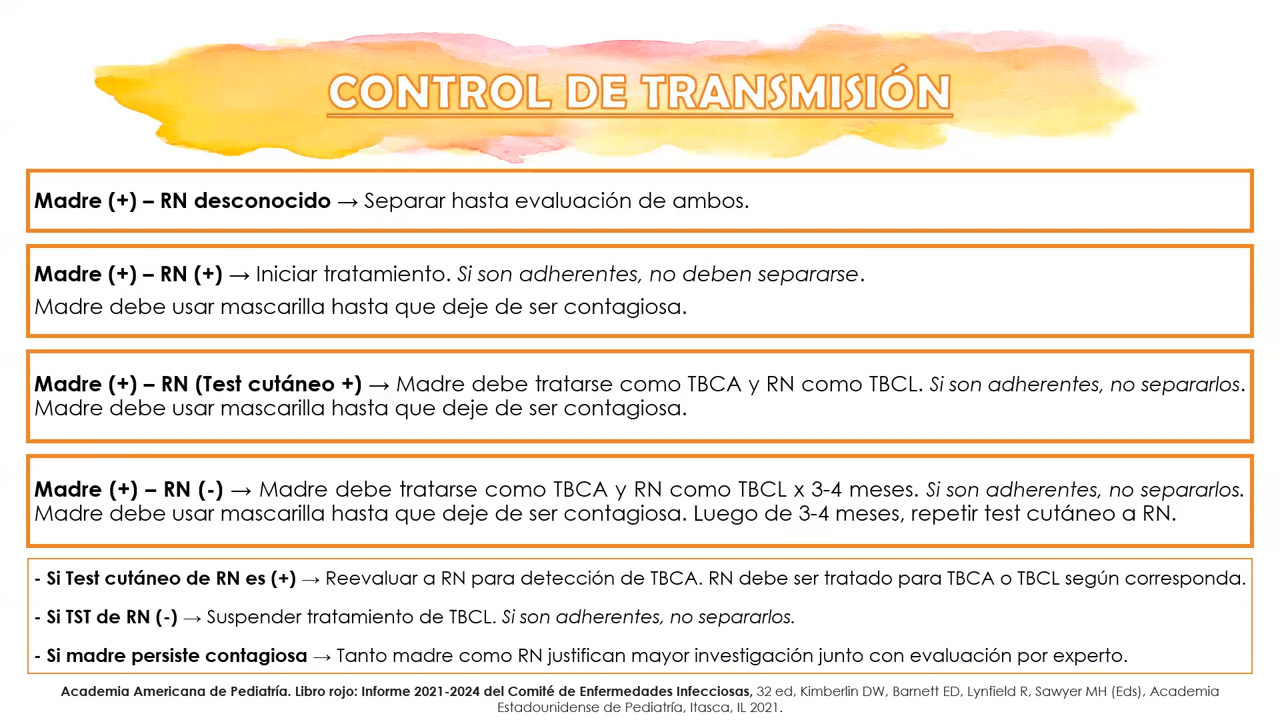 CONTROL DE TRANSMISIÓN
Madre (+) – RN desconocido → Separar hasta evaluación de ambos.
Madre (+) – RN (+) → Iniciar tratamiento. Si son adherentes, no deben separarse.
Madre debe usar mascarilla hasta que deje de ser contagiosa.
Madre (+) – RN (Test cutáneo +) → Madre debe tratarse como TBCA y RN como TBCL. Si son adherentes, no separarlos.
Madre debe usar mascarilla hasta que deje de ser contagiosa.
Madre (+) – RN (-) → Madre debe tratarse como TBCA y RN como TBCL x 3-4 meses. Si son adherentes, no separarlos.
Madre debe usar mascarilla hasta que deje de ser contagiosa. Luego de 3-4 meses, repetir test cutáneo a RN.
- Si Test cutáneo de RN es (+) → Reevaluar a RN para detección de TBCA. RN debe ser tratado para TBCA o TBCL según corresponda.
- Si TST de RN (-) → Suspender tratamiento de TBCL. Si son adherentes, no separarlos.
- Si madre persiste contagiosa → Tanto madre como RN justifican mayor investigación junto con evaluación por experto.
Academia Americana de Pediatría. Libro rojo: Informe 2021-2024 del Comité de Enfermedades Infecciosas, 32 ed, Kimberlin DW, Barnett ED, Lynfield R, Sawyer MH (Eds), Academia
Estadounidense de Pediatría, Itasca, IL 2021.